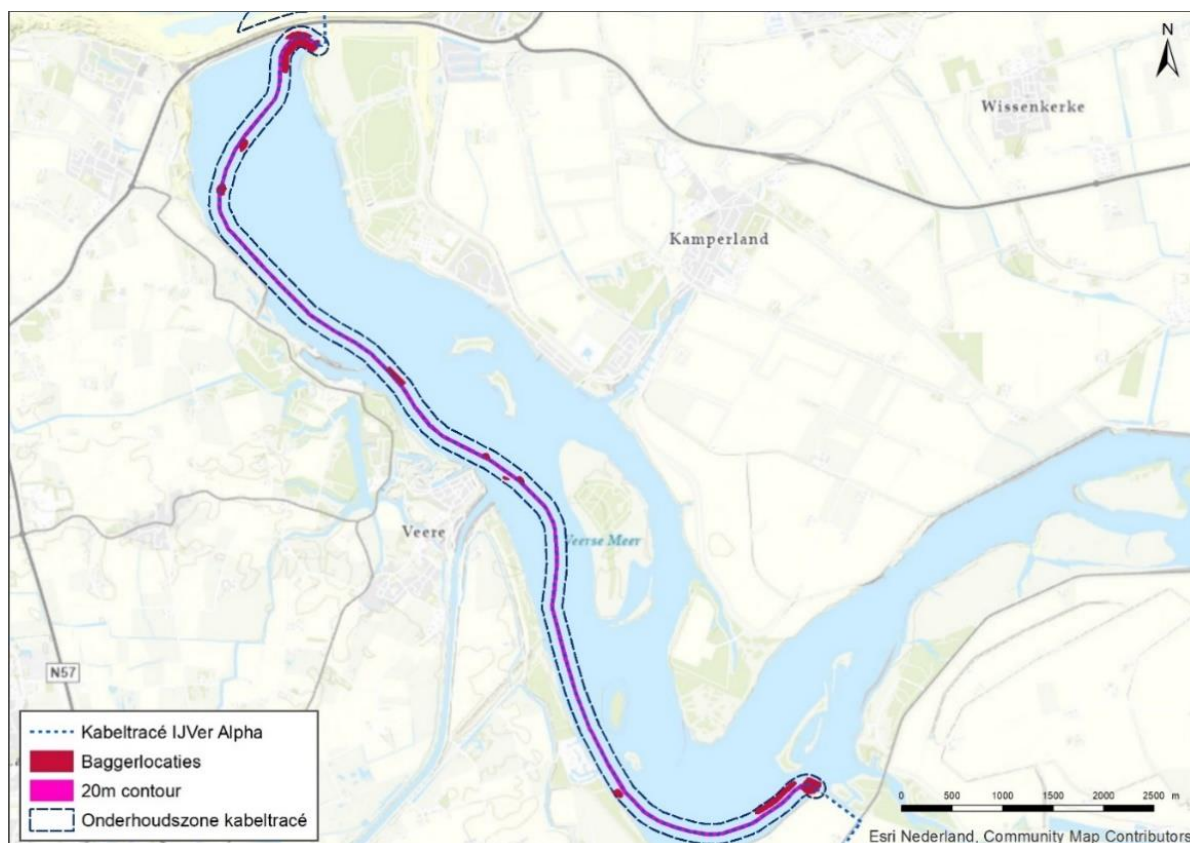 N
Wissenkerke
Kamperland
Veere
Veerse Meer
N57
Kabeltracé IJVer Alpha
Baggerlocaties
20m contour
Onderhoudszone kabeltracé
0 500 1000 1500 2000 2500 m
Esri Nederland, Community Map Contributors